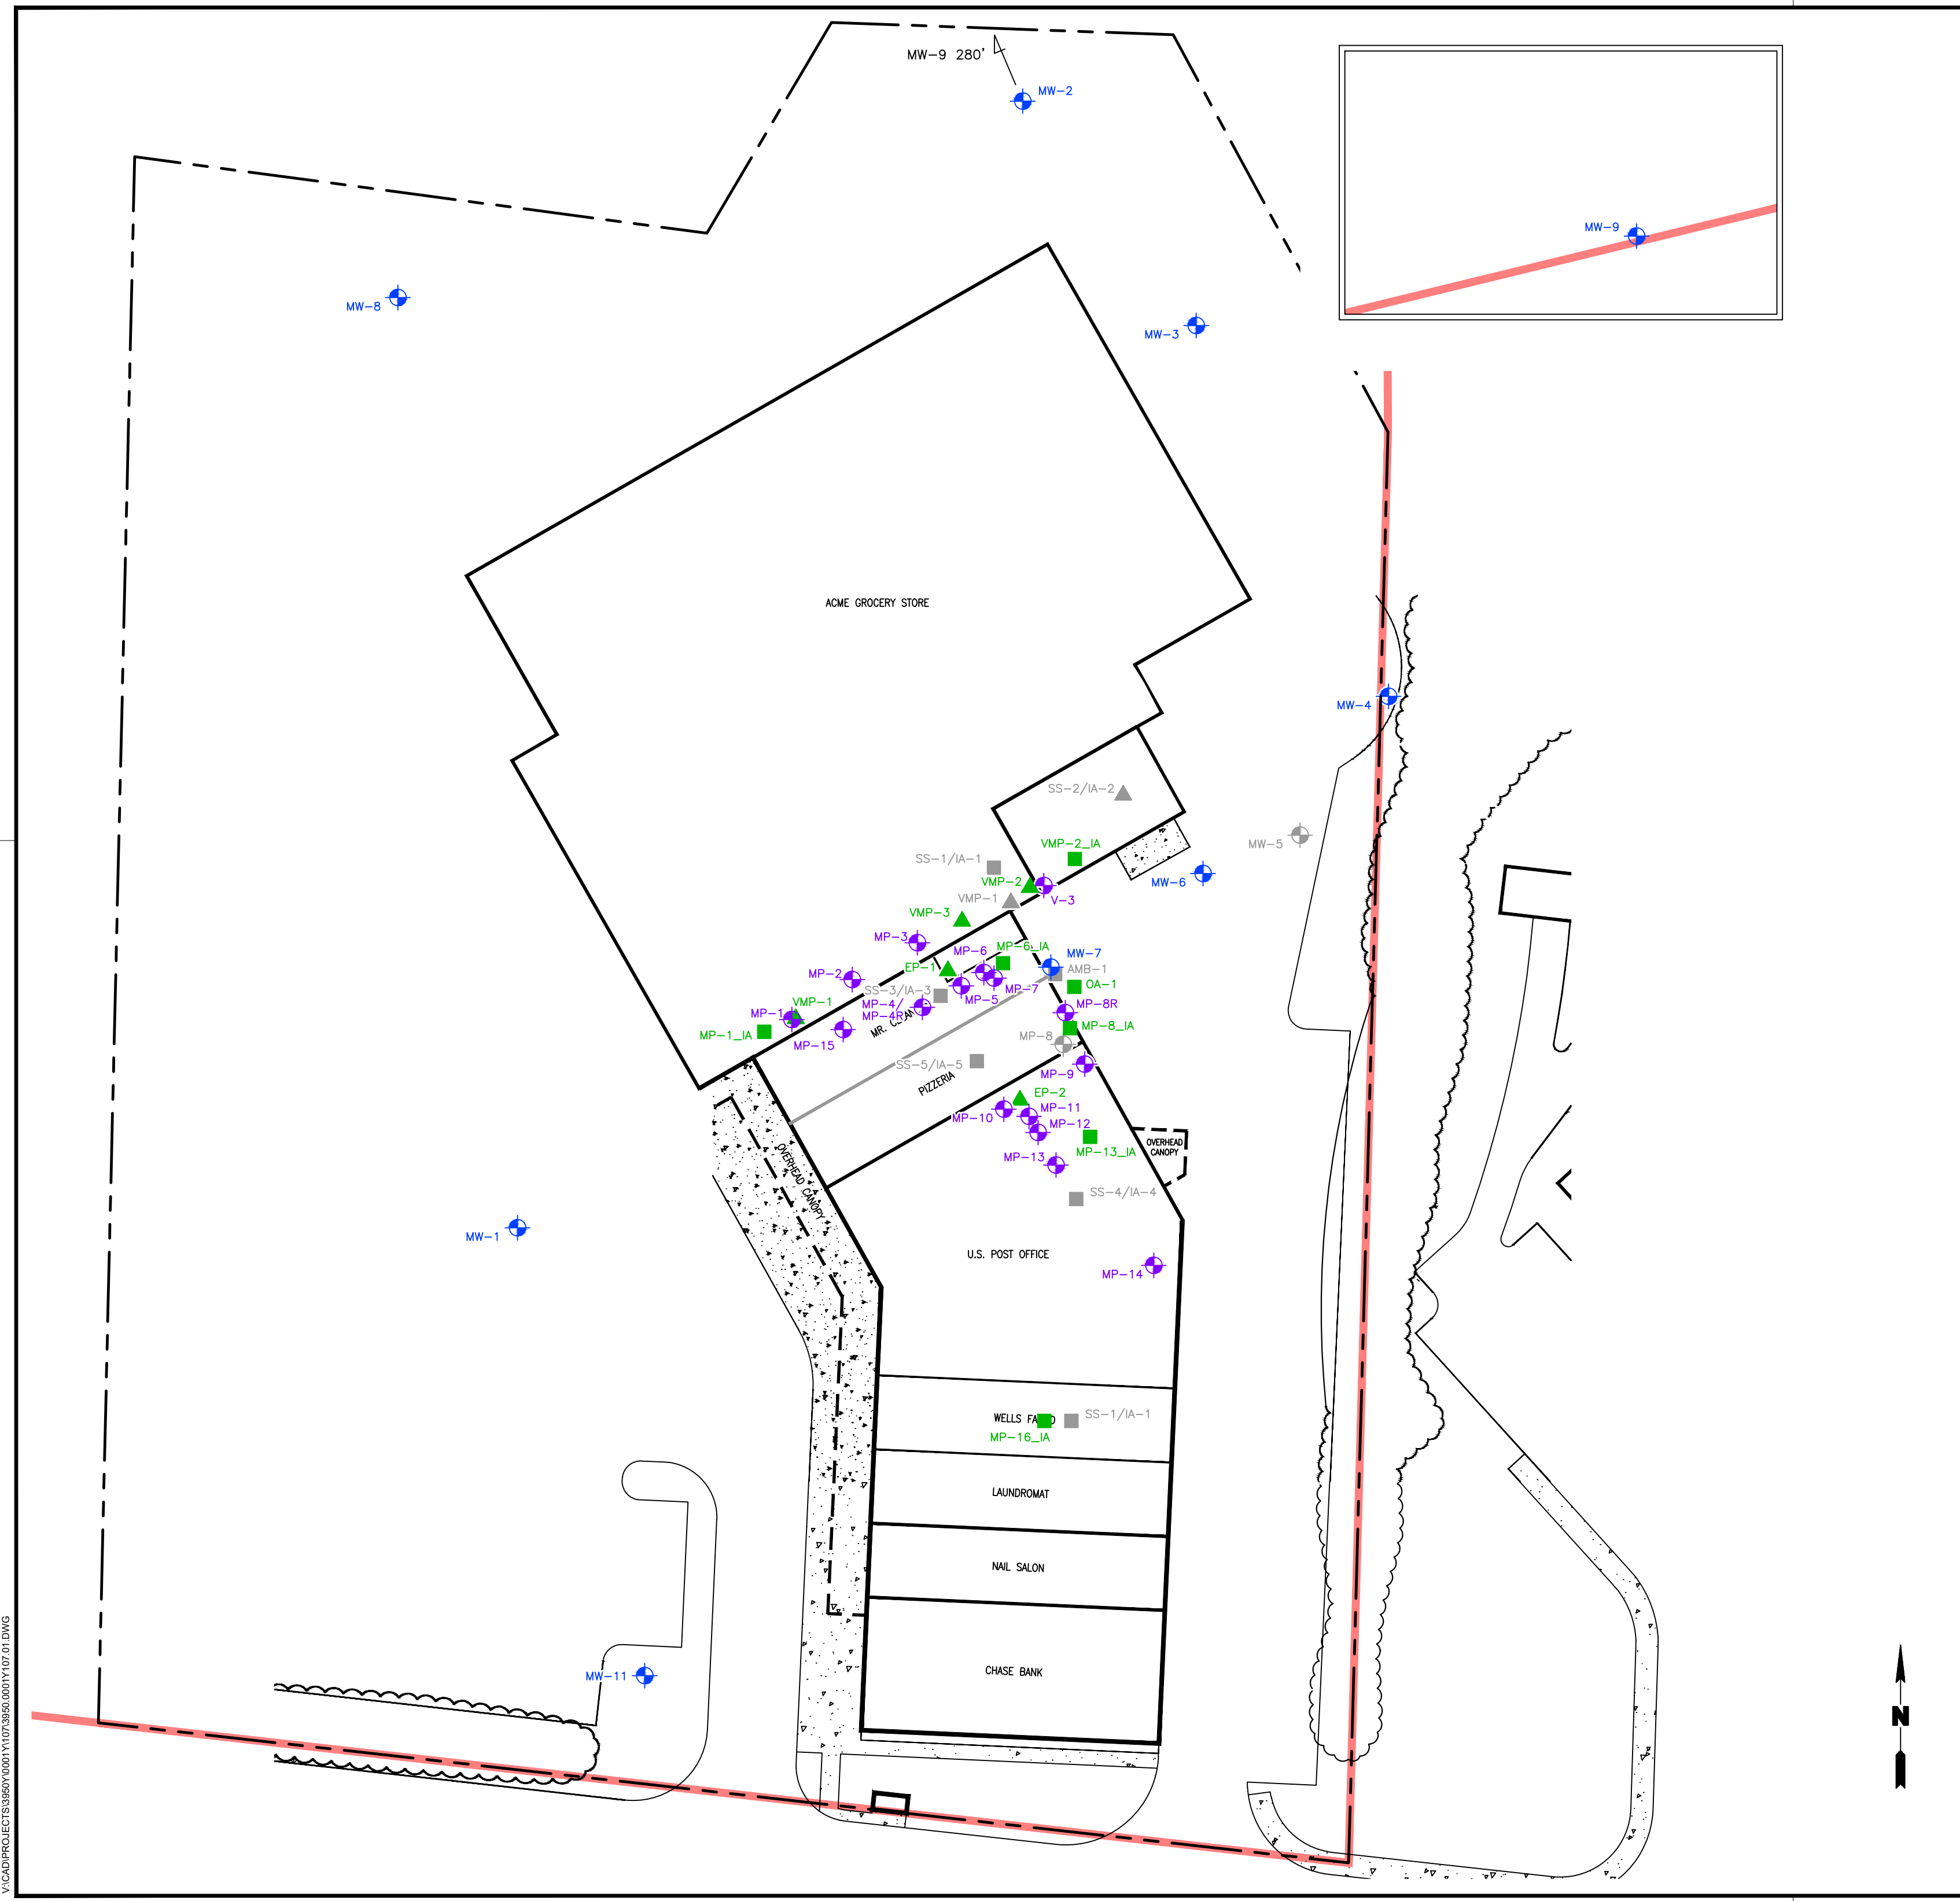 MW-9 280'
MW-2
MW-9
MW-8
MW-3
ACME GROCERY STORE
MW-4
SS-2/IA-2
MW-5
VMP-2_IA
SS-1/IA-1
MW-6
VMP-2
VMP-1
V-3
VMP-3
MP-3
MP-6
MP-6_IA
MW-7
EP-1
AMB-1
MP-2
SS-3/IA-3
MP-7
OA-1
MP-5
VMP-1
MP-4/
MP-4R
MP-8R
MP-1
MR.
MP-8_IA
MP-1_IA
MP-15
MP-8
SS-5/IA-5
MP-9
PIZZERIA
EP-2
MP-10
MP-11
MP-12
OVERHEAD
CANOPY
MP-13_IA
MP-13
OVERHEAD CANOPY
SS-4/IA-4
MW-1
U.S. POST OFFICE
MP-14
WELLS
SS-1/IA-1
MP-16_IA
LAUNDROMAT
NAIL SALON
MW-11
CHASE BANK
N
V:\CAD\PROJECTS\3950Y\0001Y\107\3950.0001Y107.01.DWG